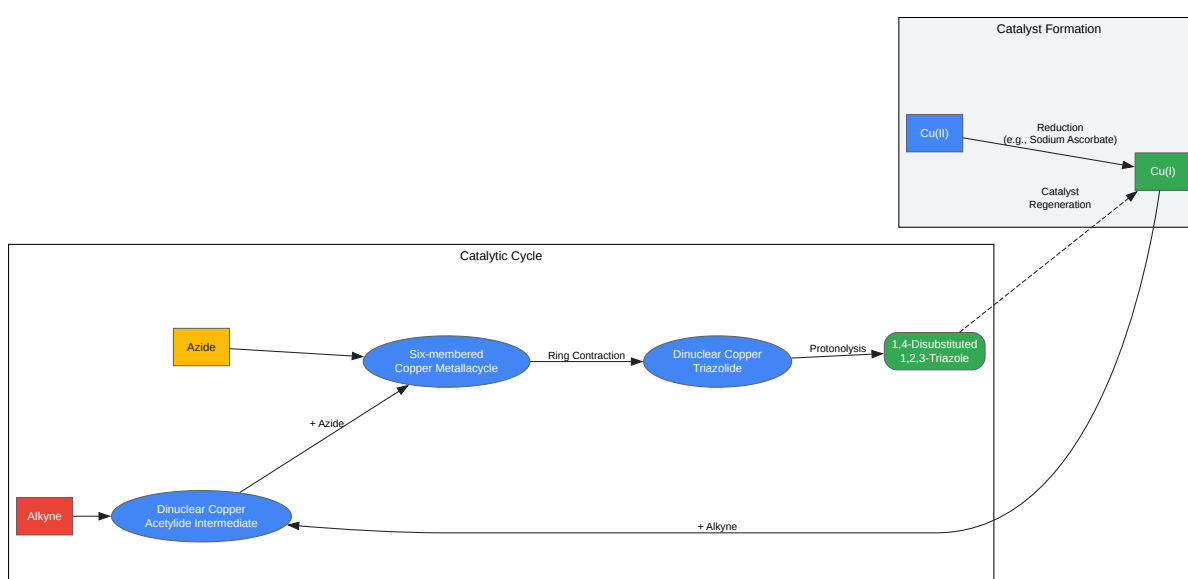 Catalyst Formation
Cu(II)
Reduction
(e.g., Sodium Ascorbate)
Cu(I)
Catalyst
Regeneration
Catalytic Cycle
Azide
Six-membered
Copper Metallacycle
Ring Contraction
Dinuclear Copper
Triazolide
Protonolysis
1,4-Disubstituted
1,2,3-Triazole
+ Azide
Alkyne
Dinuclear Copper
Acetylide Intermediate
+ Alkyne